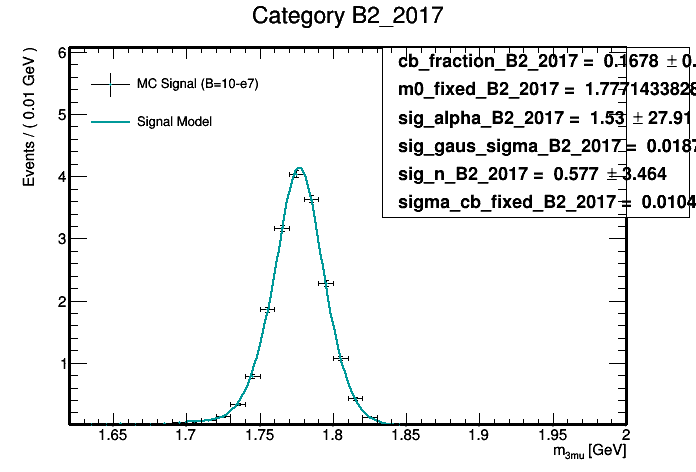 Category B2_2017
Events / ( 0.01 GeV )
6
5
4
3
2
1
MC Signal (B=10-e7)
Signal Model
cb_fraction_B2_2017 = 0.1678 ± 0.
m0_fixed_B2_2017 = 1.7771433828
sig_alpha_B2_2017 = 1.53 ± 27.91
sig_gaus_sigma_B2_2017 = 0.0187
sig_n_B2_2017 = 0.577 ± 3.464
sigma_cb_fixed_B2_2017 = 0.0104
1.65 1.7 1.75 1.8 1.85 1.9 1.95 2
m3mu [GeV]